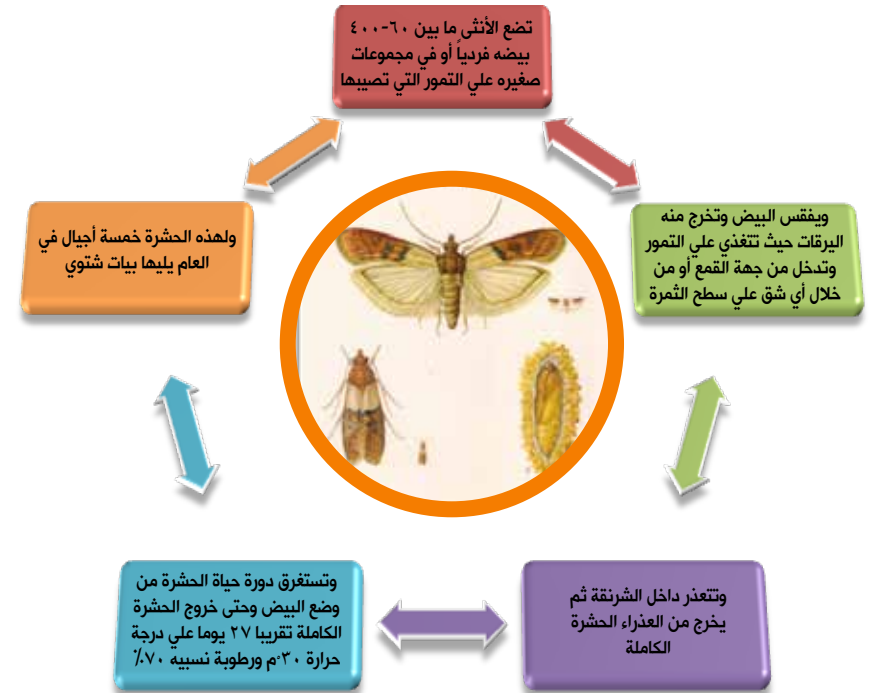 تضع الأنثى ما بين ٦٠-٤٠٠
بيضه فردياً أو في مجموعات
صغيره علي التمور التي تصيبها
ويفقس البيض وتخرج منه
اليرقات حيث تتغذي علي التمور
وتدخل من جهة القمع أو من
خلال أي شق علي سطح الثمرة
وتتعذر داخل الشرنقة ثم
يخرج من العذراء الحشرة
الكاملة
وتستغرق دورة حياة الحشرة من
وضع البيض وحتى خروج الحشرة
الكاملة تقريبا ٢٧ يوما علي درجة
حرارة ٣٠°م ورطوبة نسبيه ٧٠٪
ولهذه الحشرة خمسة أجيال في
العام يليها بيات شتوي